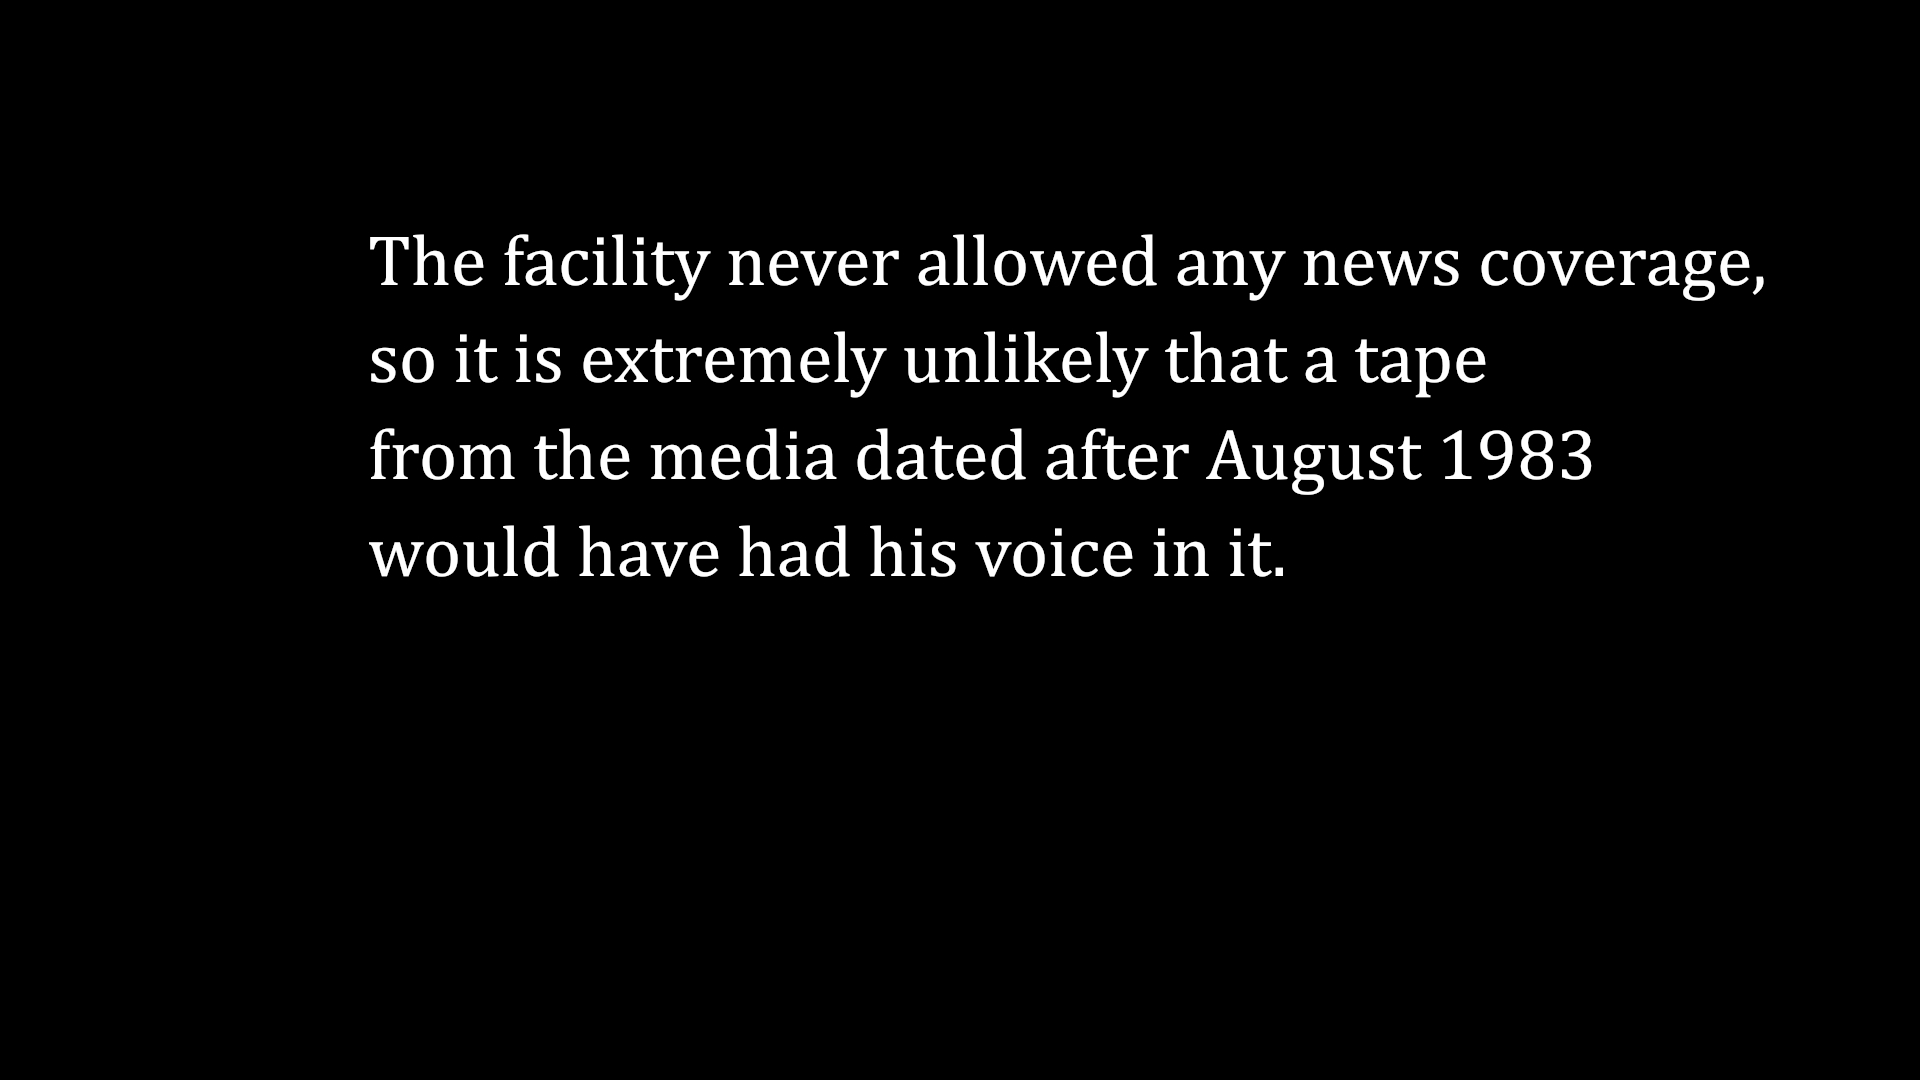 The facility never allowed any news coverage,
so it is extremely unlikely that a tape
from the media dated after August 1983
would have had his voice in it.